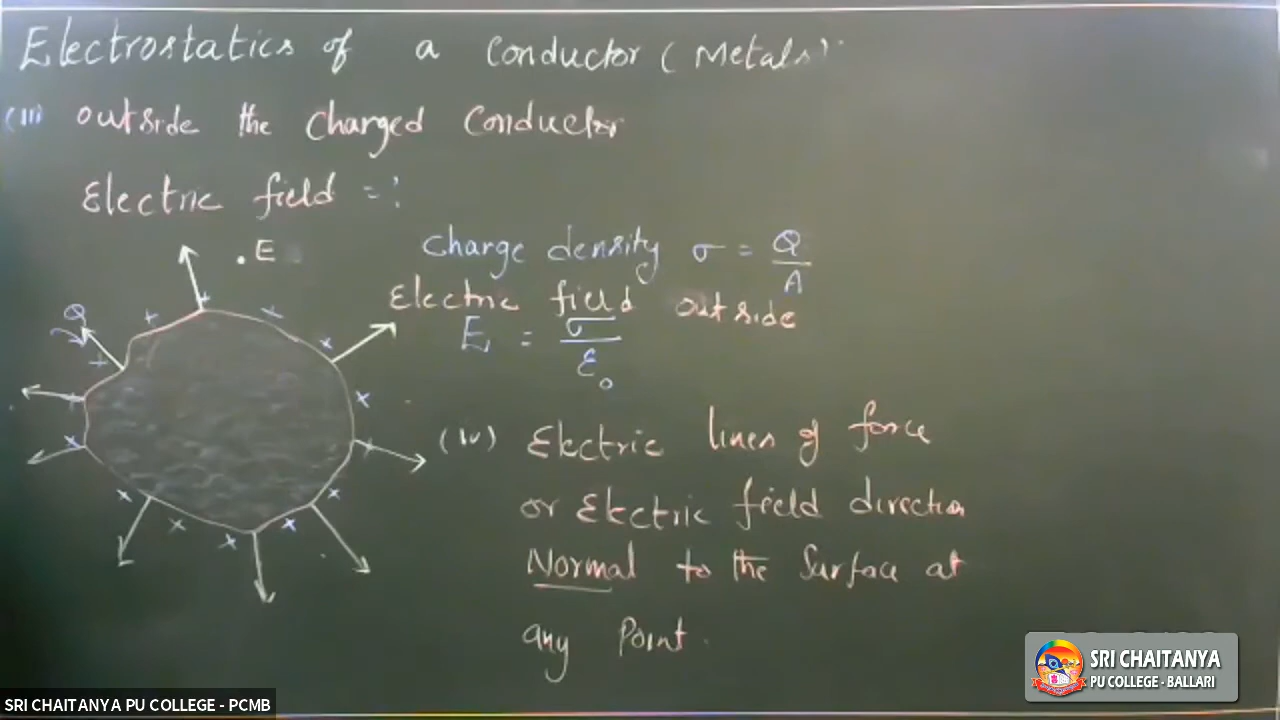 Electrostatics of a Conductor (Metals)
(iii) outside the charged Conductor
Electric field = ?
. E
Q
Charge density σ = Q/A
Electric field outside
E = σ/ε₀
(iv) Electric lines of force
or Electric field direction
Normal to the Surface at
any Point.
SRI CHAITANYA
PU COLLEGE - BALLARI
SRI CHAITANYA PU COLLEGE - PCMB